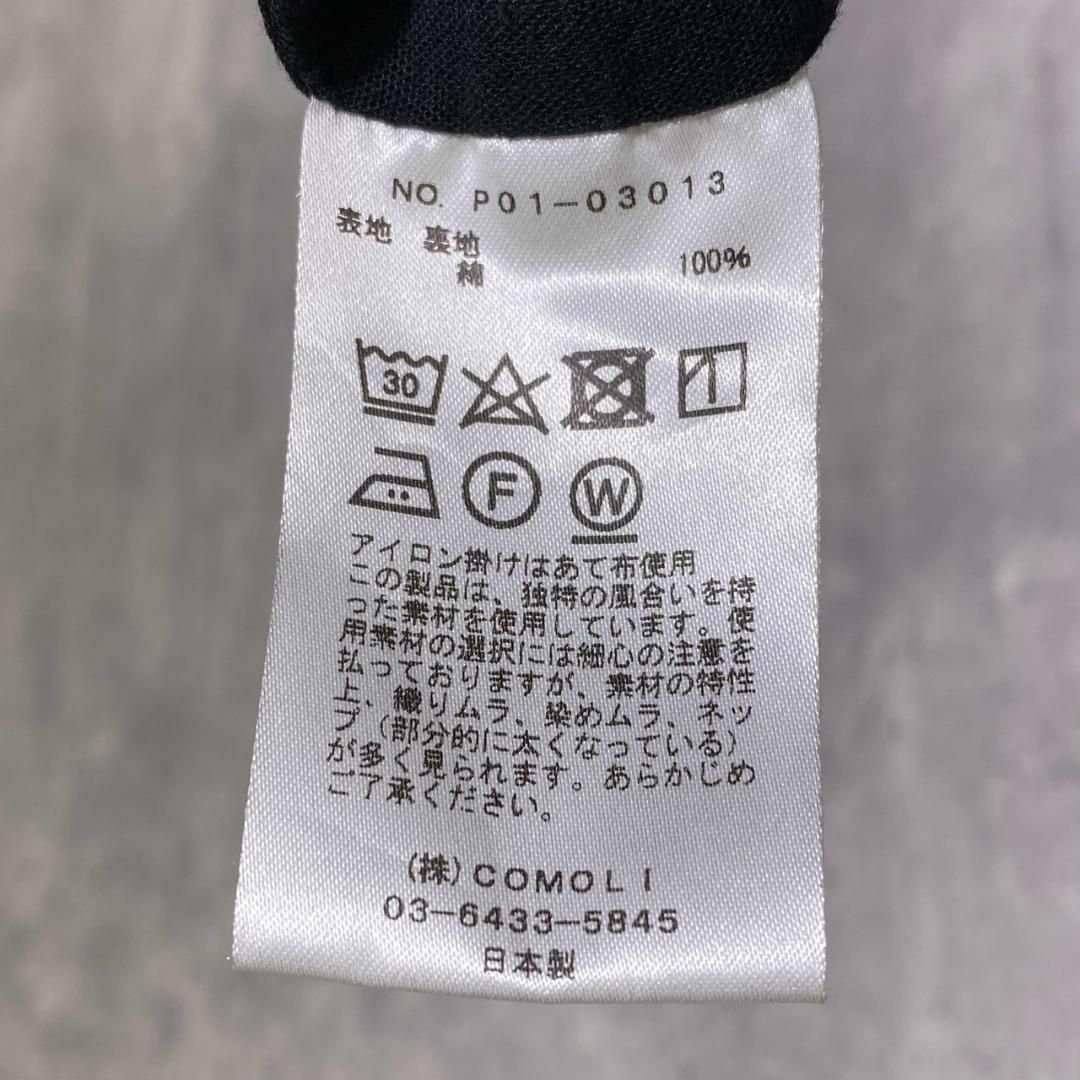 NO. P01-03013
表地 裏地
綿 100%
30
F W
アイロン掛けはあて布使用
この製品は、独特の風合いを持
った素材を使用しています。使
用素材の選択には細心の注意を
払っておりますが、素材の特性
上、織りムラ、染めムラ、ネッ
プ(部分的に太くなっている)
が多く見られます。あらかじめ
ご了承ください。
(株)COMOLI
03-6433-5845
日本製